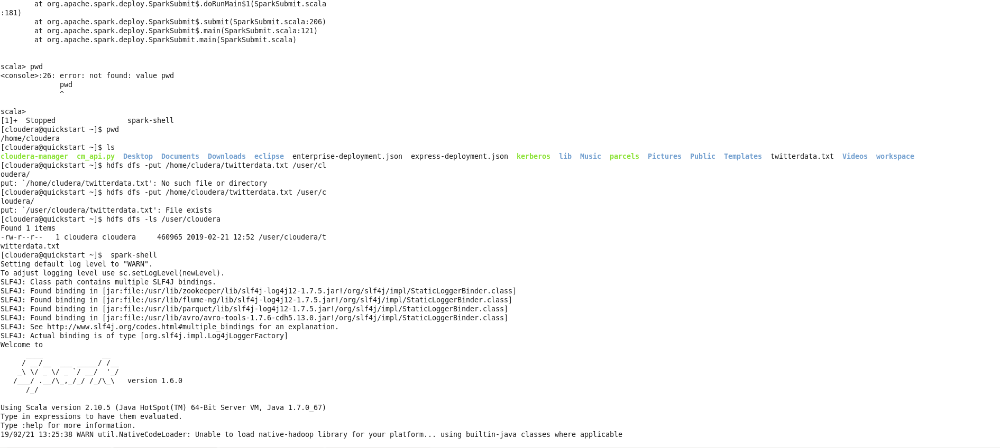 at org.apache.spark.deploy.SparkSubmit$.doRunMain$1(SparkSubmit.scala
:181)
        at org.apache.spark.deploy.SparkSubmit$.submit(SparkSubmit.scala:206)
        at org.apache.spark.deploy.SparkSubmit$.main(SparkSubmit.scala:121)
        at org.apache.spark.deploy.SparkSubmit.main(SparkSubmit.scala)


scala> pwd
<console>:26: error: not found: value pwd
              pwd
              ^

scala>
[1]+  Stopped                 spark-shell
[cloudera@quickstart ~]$ pwd
/home/cloudera
[cloudera@quickstart ~]$ ls
cloudera-manager  cm_api.py  Desktop  Documents  Downloads  eclipse  enterprise-deployment.json  express-deployment.json  kerberos  lib  Music  parcels  Pictures  Public  Templates  twitterdata.txt  Videos  workspace
[cloudera@quickstart ~]$ hdfs dfs -put /home/cludera/twitterdata.txt /user/cl
oudera/
put: `/home/cludera/twitterdata.txt': No such file or directory
[cloudera@quickstart ~]$ hdfs dfs -put /home/cloudera/twitterdata.txt /user/c
loudera/
put: `/user/cloudera/twitterdata.txt': File exists
[cloudera@quickstart ~]$ hdfs dfs -ls /user/cloudera
Found 1 items
-rw-r--r--   1 cloudera cloudera     460965 2019-02-21 12:52 /user/cloudera/t
witterdata.txt
[cloudera@quickstart ~]$  spark-shell
Setting default log level to "WARN".
To adjust logging level use sc.setLogLevel(newLevel).
SLF4J: Class path contains multiple SLF4J bindings.
SLF4J: Found binding in [jar:file:/usr/lib/zookeeper/lib/slf4j-log4j12-1.7.5.jar!/org/slf4j/impl/StaticLoggerBinder.class]
SLF4J: Found binding in [jar:file:/usr/lib/flume-ng/lib/slf4j-log4j12-1.7.5.jar!/org/slf4j/impl/StaticLoggerBinder.class]
SLF4J: Found binding in [jar:file:/usr/lib/parquet/lib/slf4j-log4j12-1.7.5.jar!/org/slf4j/impl/StaticLoggerBinder.class]
SLF4J: Found binding in [jar:file:/usr/lib/avro/avro-tools-1.7.6-cdh5.13.0.jar!/org/slf4j/impl/StaticLoggerBinder.class]
SLF4J: See http://www.slf4j.org/codes.html#multiple_bindings for an explanation.
SLF4J: Actual binding is of type [org.slf4j.impl.Log4jLoggerFactory]
Welcome to
      ____              __
     / __/__  ___ _____/ /__
    _\ \/ _ \/ _ `/ __/  '_/
   /___/ .__/\_,_/_/ /_/\_\   version 1.6.0
      /_/

Using Scala version 2.10.5 (Java HotSpot(TM) 64-Bit Server VM, Java 1.7.0_67)
Type in expressions to have them evaluated.
Type :help for more information.
19/02/21 13:25:38 WARN util.NativeCodeLoader: Unable to load native-hadoop library for your platform... using builtin-java classes where applicable